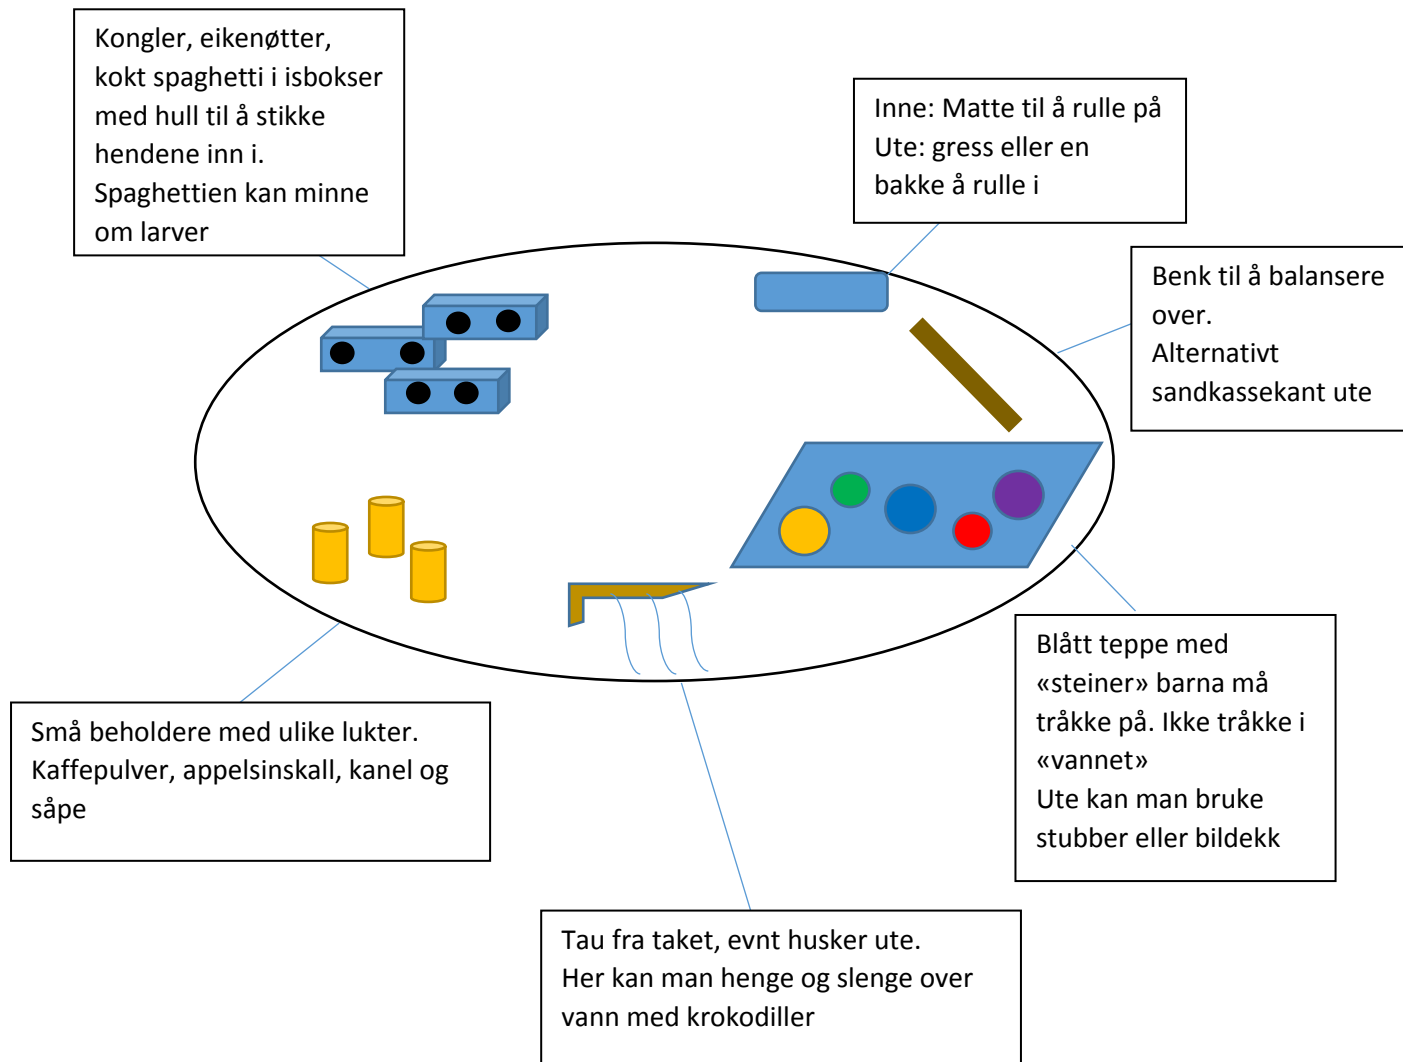 Kongler, eikenøtter,
kokt spaghetti i isbokser
med hull til å stikke
hendene inn i.
Spaghettien kan minne
om larver
Inne: Matte til å rulle på
Ute: gress eller en
bakke å rulle i
Benk til å balansere
over.
Alternativt
sandkassekant ute
Blått teppe med
«steiner» barna må
tråkke på. Ikke tråkke i
«vannet»
Ute kan man bruke
stubber eller bildekk
Små beholdere med ulike lukter.
Kaffepulver, appelsinskall, kanel og
såpe
Tau fra taket, evnt husker ute.
Her kan man henge og slenge over
vann med krokodiller